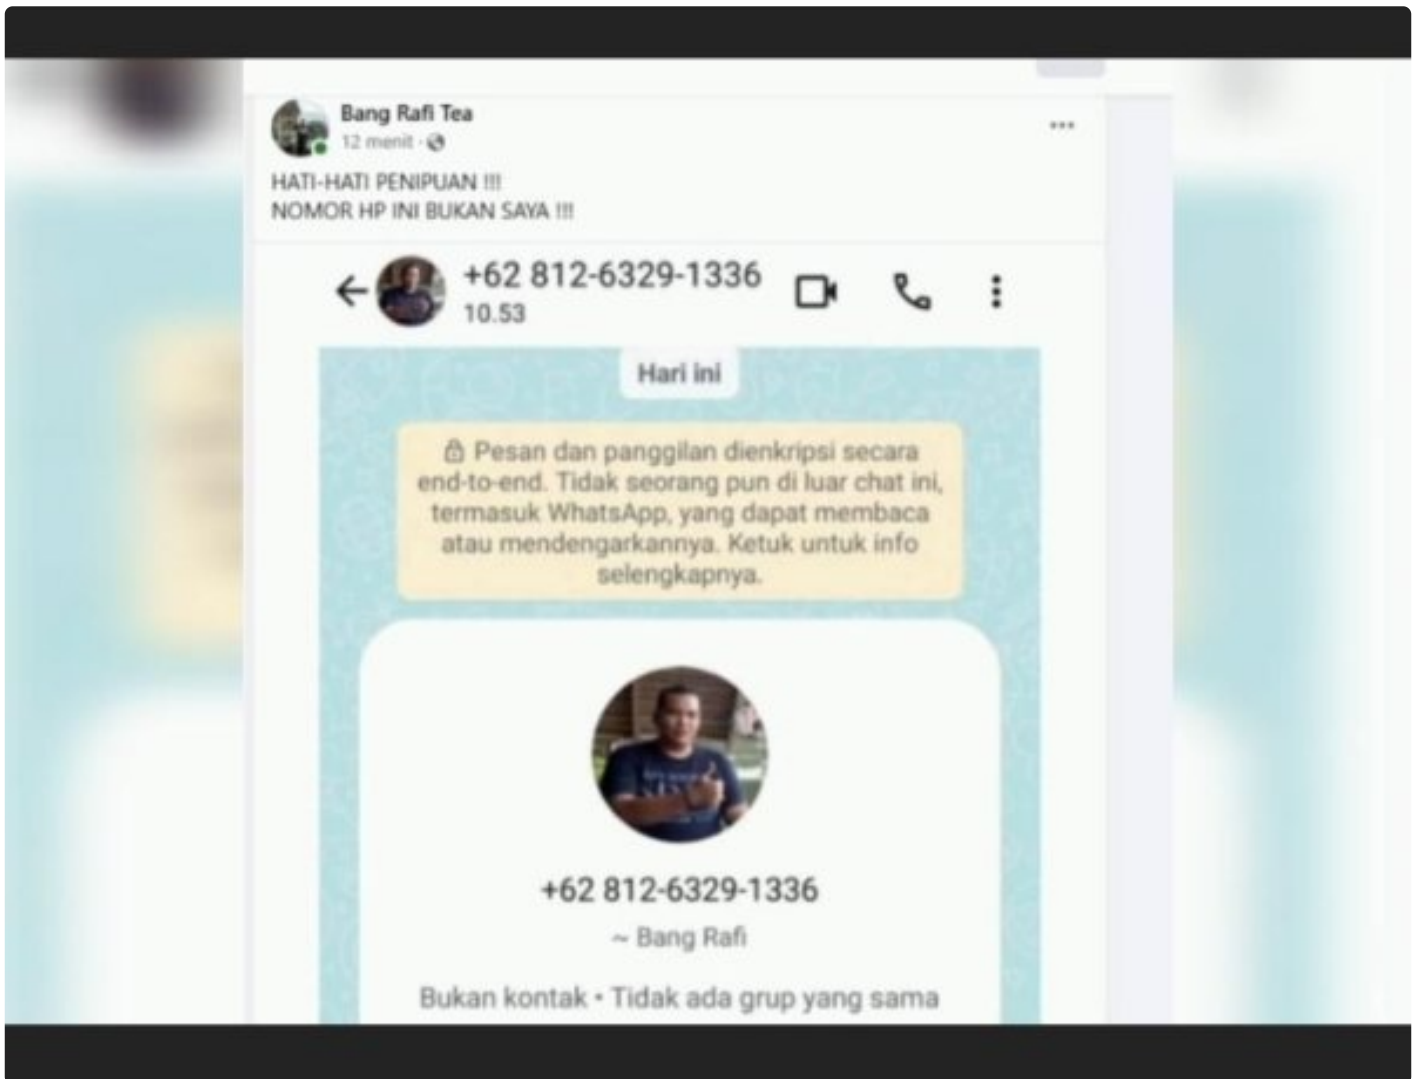 Bang Rafi Tea
12 menit ·
HATI-HATI PENIPUAN !!!
NOMOR HP INI BUKAN SAYA !!!
+62 812-6329-1336
10.53
Hari ini
Pesan dan panggilan dienkripsi secara
end-to-end. Tidak seorang pun di luar chat ini,
termasuk WhatsApp, yang dapat membaca
atau mendengarkannya. Ketuk untuk info
selengkapnya.
+62 812-6329-1336
~ Bang Rafi
Bukan kontak • Tidak ada grup yang sama